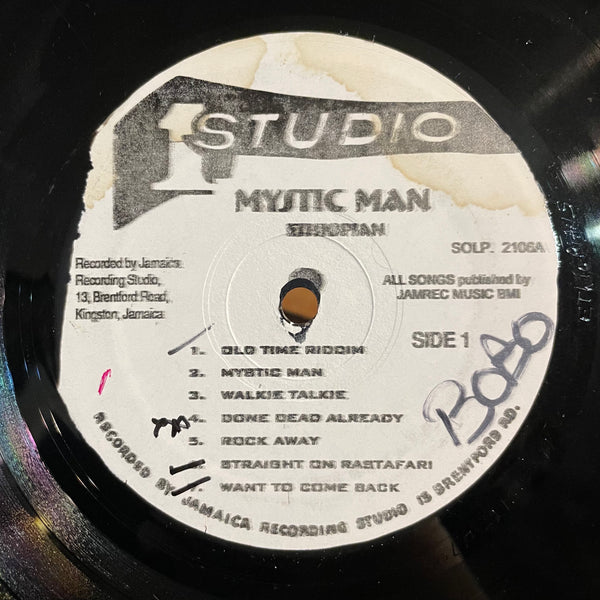 1 STUDIO
MYSTIC MAN
ETHIOPIAN
SOLP. 2106A
Recorded by Jamaica
Recording Studio,
13, Brentford Road,
Kingston, Jamaica
ALL SONGS published by
JAMREC MUSIC BMI
SIDE 1
1. OLD TIME RIDDIM
2. MYSTIC MAN
3. WALKIE TALKIE
4. DONE DEAD ALREADY
5. ROCK AWAY
STRAIGHT ON RASTAFARI
WANT TO COME BACK
BOBO
RECORDED BY JAMAICA RECORDING STUDIO 13 BRENTFORD RD.